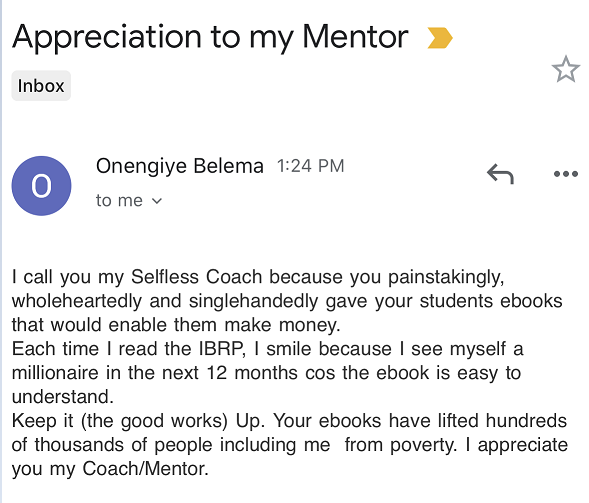 Appreciation to my Mentor
Inbox
O
Onengiye Belema 1:24 PM
to me
I call you my Selfless Coach because you painstakingly,
wholeheartedly and singlehandedly gave your students ebooks
that would enable them make money.
Each time I read the IBRP, I smile because I see myself a
millionaire in the next 12 months cos the ebook is easy to
understand.
Keep it (the good works) Up. Your ebooks have lifted hundreds
of thousands of people including me  from poverty. I appreciate
you my Coach/Mentor.